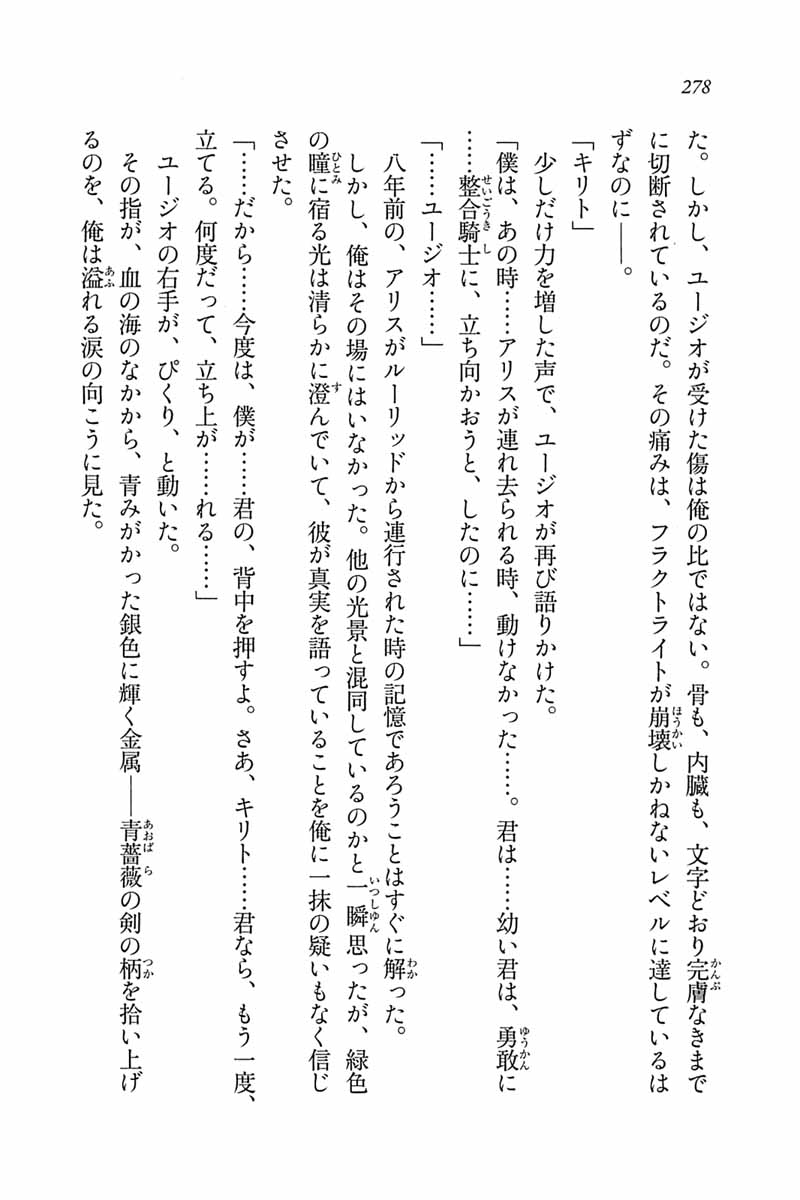 278
た。しかし、ユージオが受けた傷は俺の比ではない。骨も、内臓も、文字どおり完膚なきまで
に切断されているのだ。その痛みは、フラクトライトが崩壊しかねないレベルに達しているは
ずなのに――。
「キリト」
少しだけ力を増した声で、ユージオが再び語りかけた。
「僕は、あの時……アリスが連れ去られる時、動けなかった……。君は……幼い君は、勇敢に
……整合騎士に、立ち向かおうと、したのに……」
「……ユージオ……」
八年前の、アリスがルーリッドから連行された時の記憶であろうことはすぐに解った。
しかし、俺はその場にはいなかった。他の光景と混同しているのかと一瞬思ったが、緑色
の瞳に宿る光は清らかに澄んでいて、彼が真実を語っていることを俺に一抹の疑いもなく信じ
させた。
「……だから……今度は、僕が……君の、背中を押すよ。さあ、キリト……君なら、もう一度、
立てる。何度だって、立ち上が……れる……」
ユージオの右手が、ぴくり、と動いた。
その指が、血の海のなかから、青みがかった銀色に輝く金属――青薔薇の剣の柄を拾い上げ
るのを、俺は溢れる涙の向こうに見た。